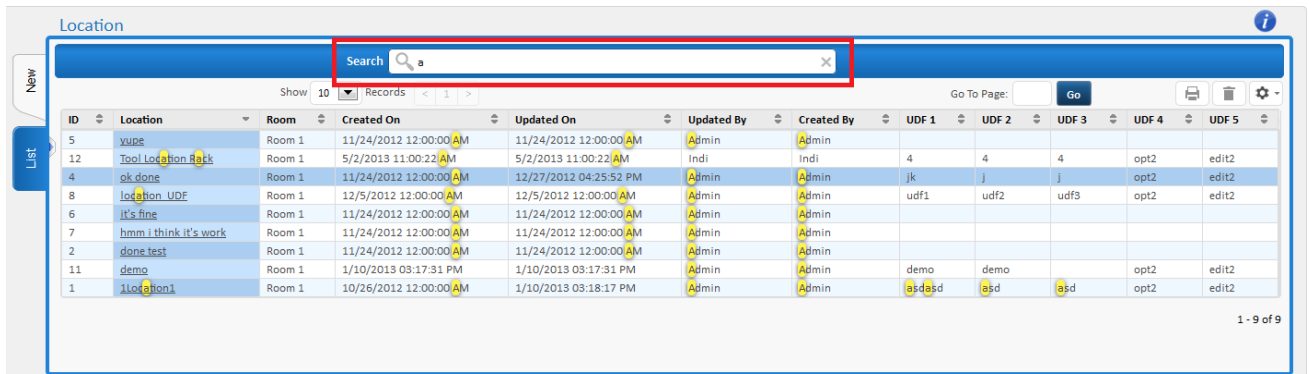 Location
i
New
List
Search a ×
Show 10 Records < 1 > Go To Page: Go
ID Location Room Created On Updated On Updated By Created By UDF 1 UDF 2 UDF 3 UDF 4 UDF 5
5 vupe Room 1 11/24/2012 12:00:00 AM 11/24/2012 12:00:00 AM Admin Admin
12 Tool Location Rack Room 1 5/2/2013 11:00:22 AM 5/2/2013 11:00:22 AM Indi Indi 4 4 4 opt2 edit2
4 ok done Room 1 11/24/2012 12:00:00 AM 12/27/2012 04:25:52 PM Admin Admin jk j j opt2 edit2
8 location_UDF Room 1 12/5/2012 12:00:00 AM 12/5/2012 12:00:00 AM Admin Admin udf1 udf2 udf3 opt2 edit2
6 it's fine Room 1 11/24/2012 12:00:00 AM 11/24/2012 12:00:00 AM Admin Admin
7 hmm i think it's work Room 1 11/24/2012 12:00:00 AM 11/24/2012 12:00:00 AM Admin Admin
2 done test Room 1 11/24/2012 12:00:00 AM 11/24/2012 12:00:00 AM Admin Admin
11 demo Room 1 1/10/2013 03:17:31 PM 1/10/2013 03:17:31 PM Admin Admin demo demo opt2 edit2
1 1Location1 Room 1 10/26/2012 12:00:00 AM 1/10/2013 03:18:17 PM Admin Admin asdasd asd asd opt2 edit2
1 - 9 of 9